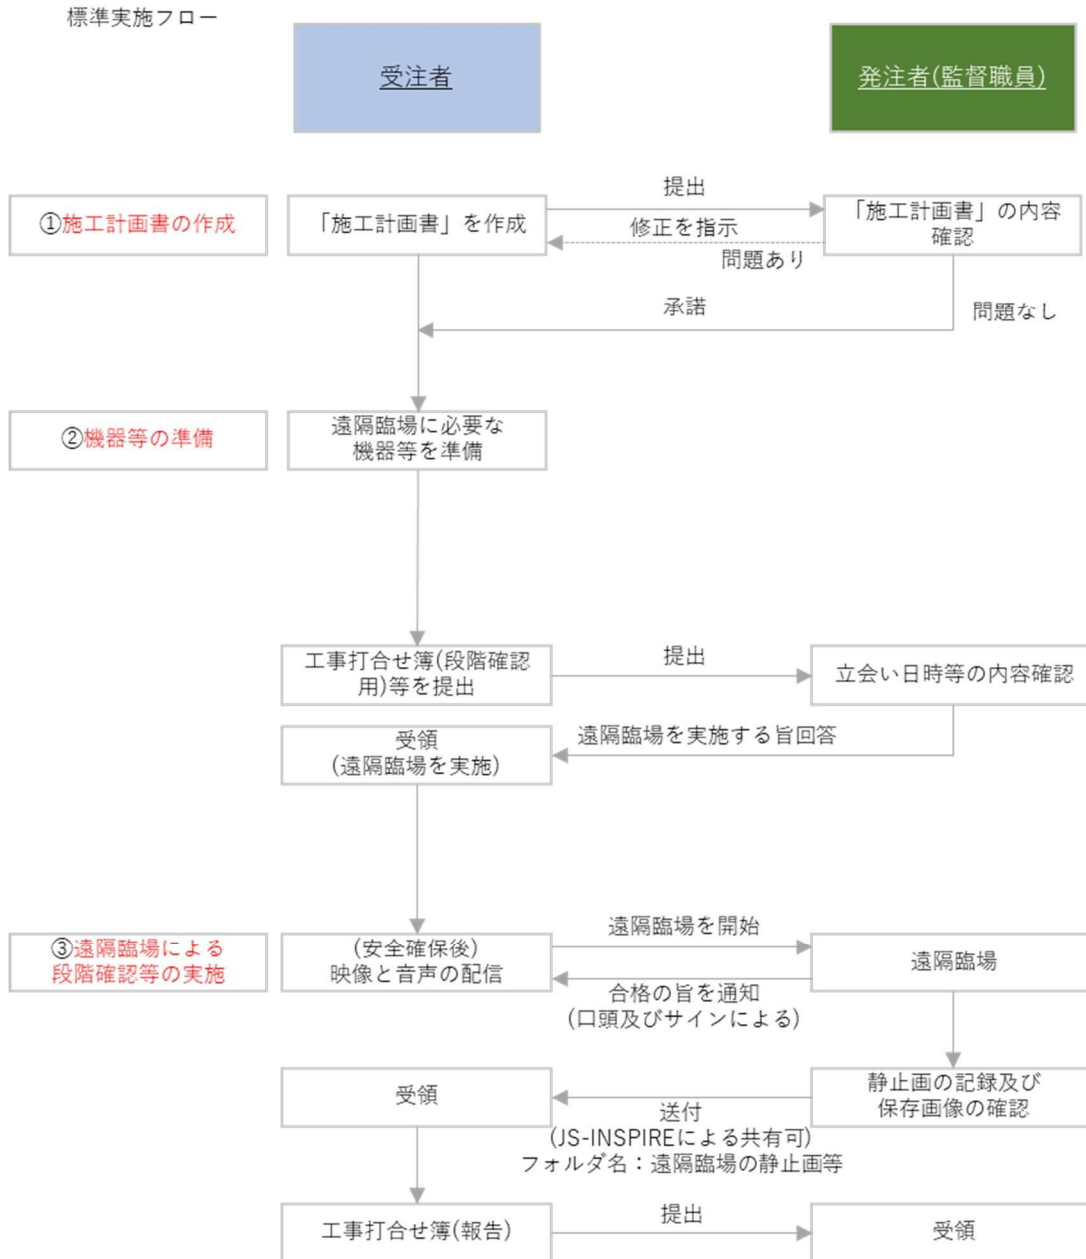 標準実施フロー
受注者
発注者(監督職員)
①施工計画書の作成
「施工計画書」を作成
提出
修正を指示
問題あり
「施工計画書」の内容
確認
承諾
問題なし
②機器等の準備
遠隔臨場に必要な
機器等を準備
工事打合せ簿(段階確認
用)等を提出
提出
立会い日時等の内容確認
遠隔臨場を実施する旨回答
受領
(遠隔臨場を実施)
③遠隔臨場による
段階確認等の実施
(安全確保後)
映像と音声の配信
遠隔臨場を開始
合格の旨を通知
(口頭及びサインによる)
遠隔臨場
静止画の記録及び
保存画像の確認
受領
送付
(JS-INSPIREによる共有可)
フォルダ名：遠隔臨場の静止画等
工事打合せ簿(報告)
提出
受領